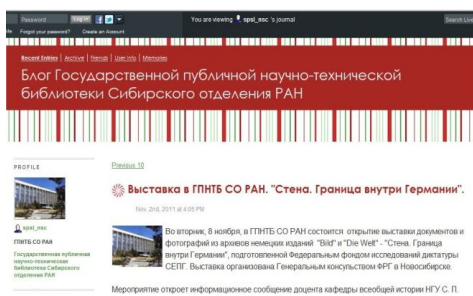 Password
Log in
You are viewing spsl_nsc 's journal
Search Live
Forgot your password? Create an Account
Recent Entries | Archive | Friends | User Info | Memories
Блог Государственной публичной научно-технической
библиотеки Сибирского отделения РАН
PROFILE
spsl_nsc
ГПНТБ СО РАН
Государственная публичная
научно-техническая
библиотека Сибирского
отделения РАН
Previous 10
Выставка в ГПНТБ СО РАН. "Стена. Граница внутри Германии".
Nov. 2nd, 2011 at 4:05 PM
Во вторник, 8 ноября, в ГПНТБ СО РАН состоится открытие выставки документов и
фотографий из архивов немецких изданий "Bild" и "Die Welt" - "Стена. Граница
внутри Германии", подготовленной Федеральным фондом исследований диктатуры
СЕПГ. Выставка организована Генеральным консульством ФРГ в Новосибирске.
Мероприятие откроет информационное сообщение доцента кафедры всеобщей истории НГУ С. П.